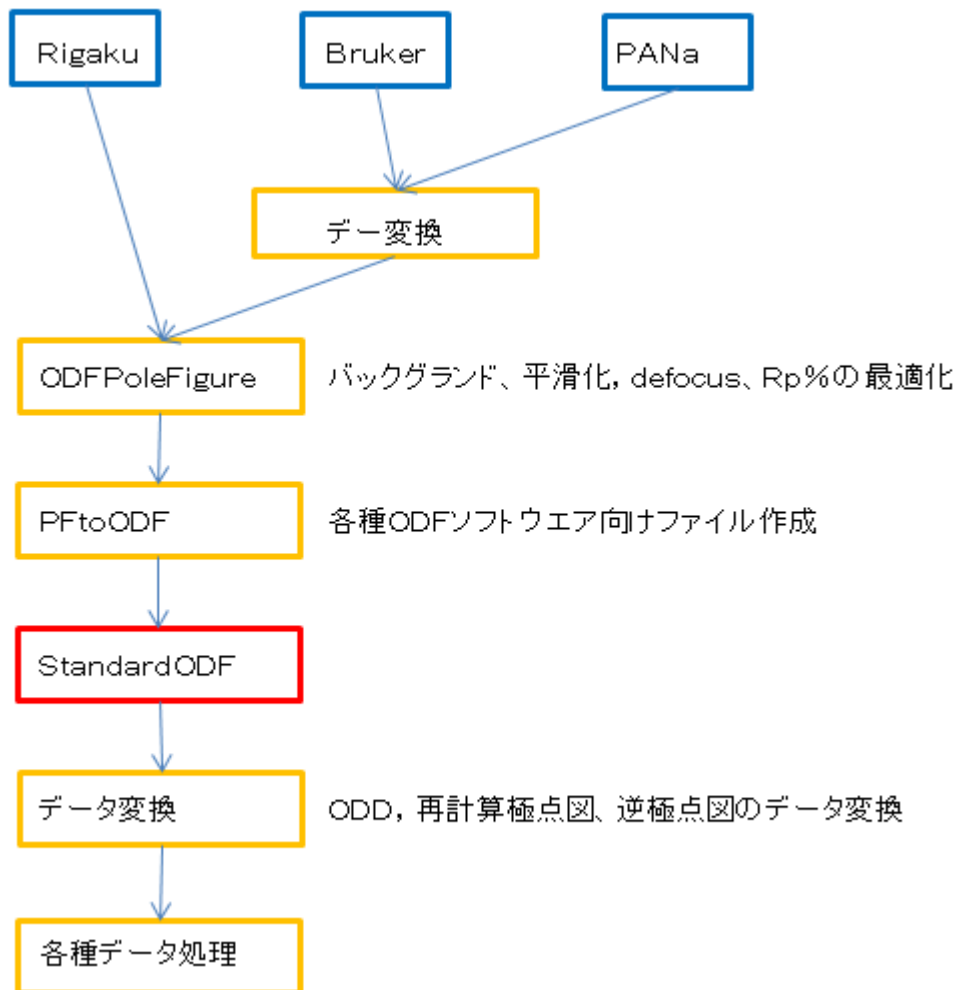 Rigaku
Bruker
PANa
デー変換
ODFPoleFigure
バックグランド、平滑化，defocus、Rp％の最適化
PFtoODF
各種ODFソフトウエア向けファイル作成
StandardODF
データ変換
ODD，再計算極点図、逆極点図のデータ変換
各種データ処理